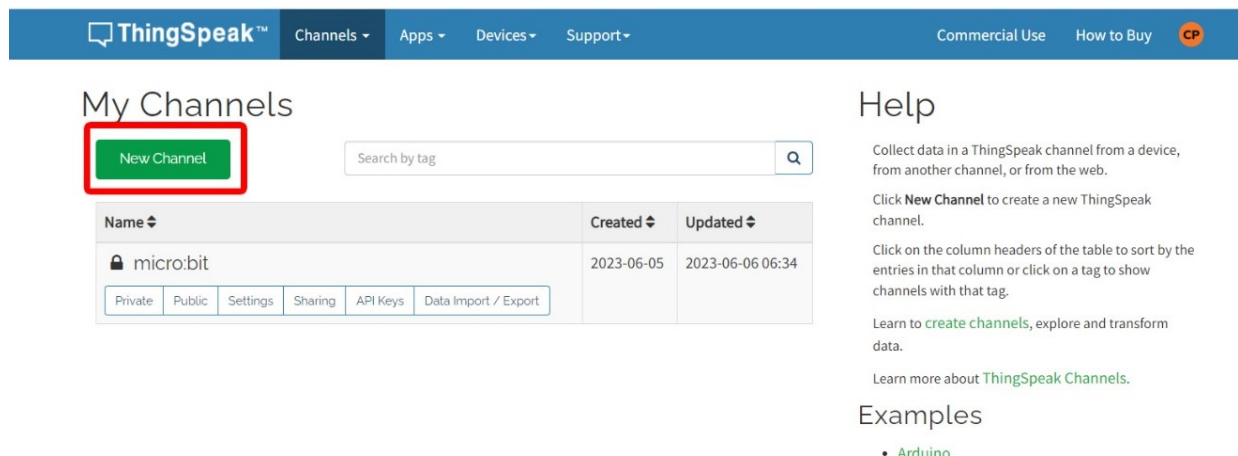 ThingSpeak™ Channels Apps Devices Support Commercial Use How to Buy CP
My Channels
New Channel
Search by tag
Name Created Updated
micro:bit 2023-06-05 2023-06-06 06:34
Private Public Settings Sharing API Keys Data Import / Export
Help
Collect data in a ThingSpeak channel from a device,
from another channel, or from the web.
Click New Channel to create a new ThingSpeak
channel.
Click on the column headers of the table to sort by the
entries in that column or click on a tag to show
channels with that tag.
Learn to create channels, explore and transform
data.
Learn more about ThingSpeak Channels.
Examples
Arduino